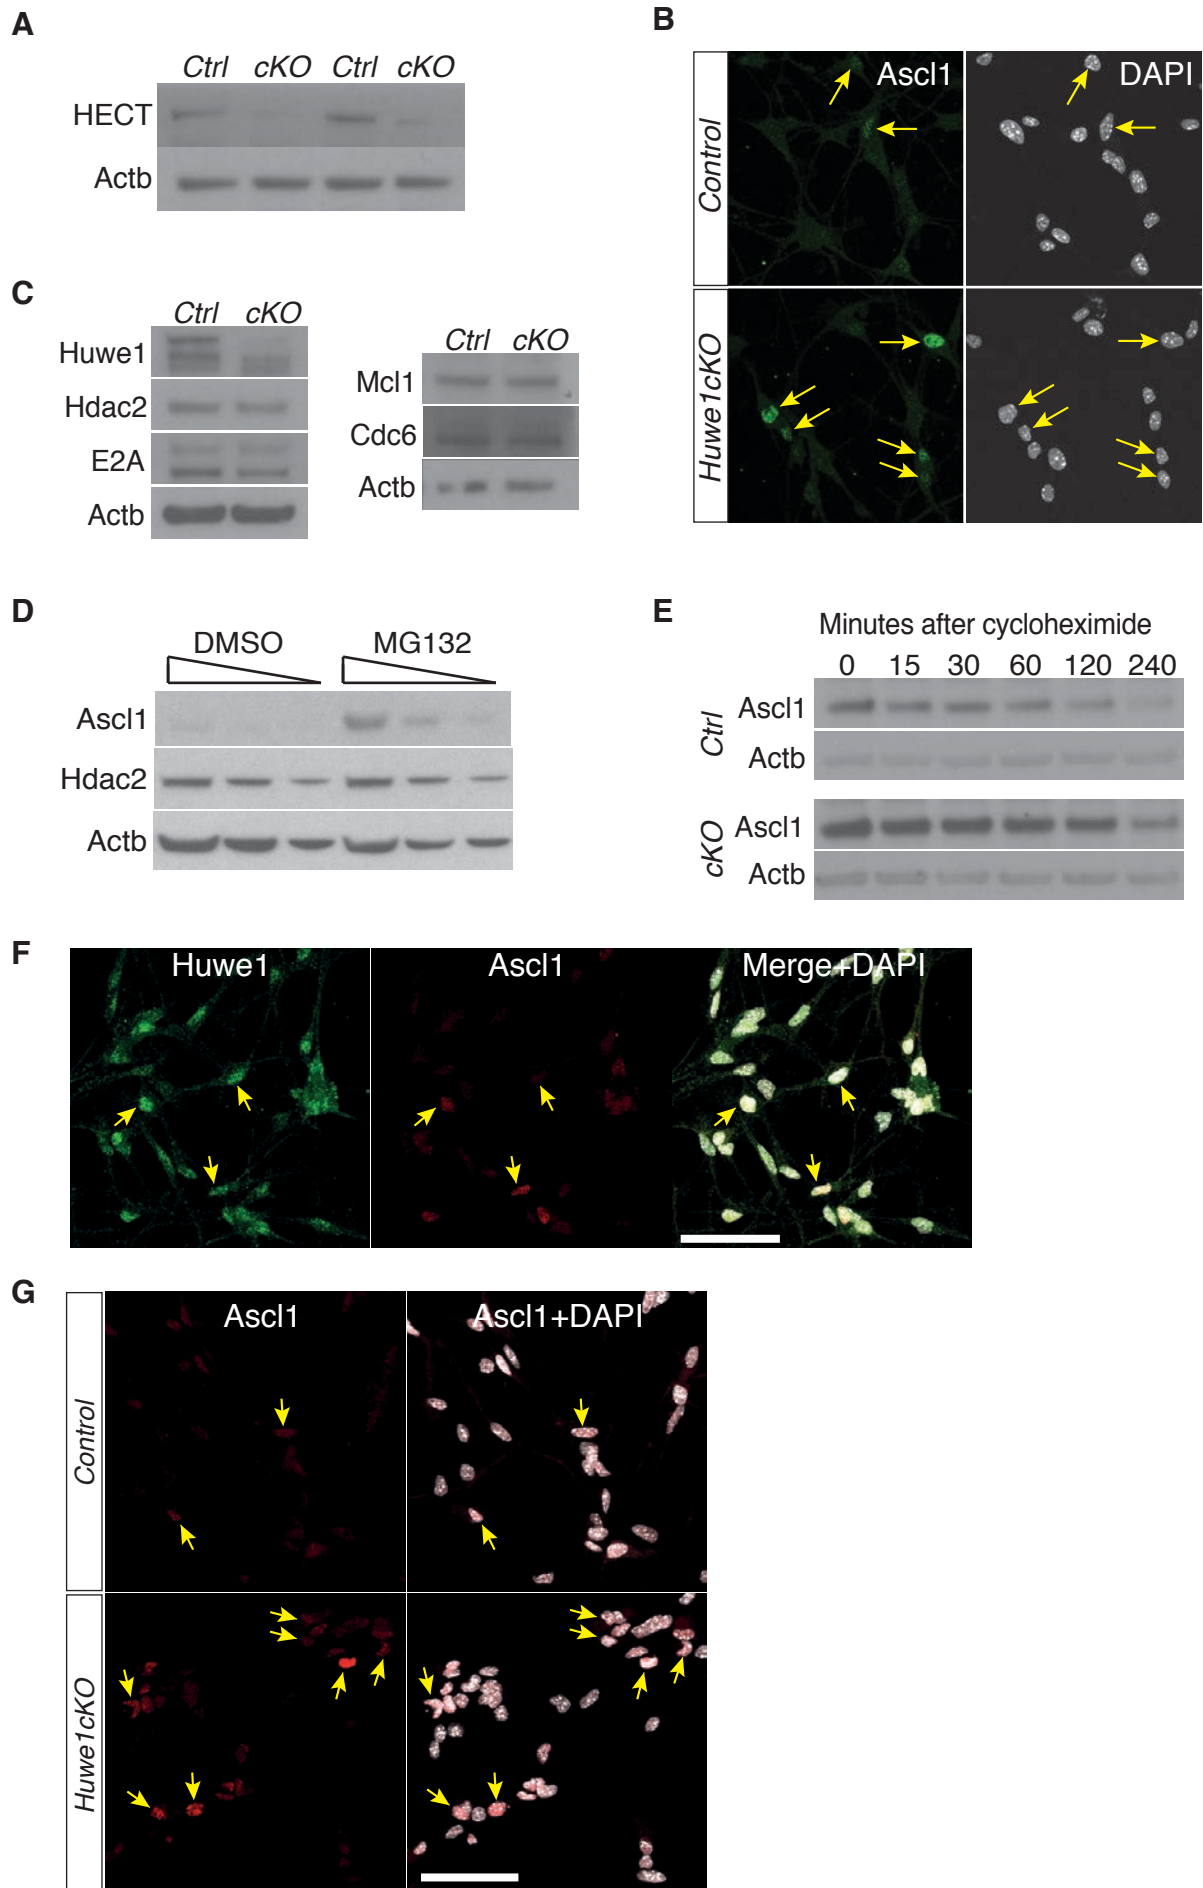 A
Ctrl cKO Ctrl cKO
HECT
Actb
B
Ascl1 DAPI
Control
Huwe1cKO
C
Ctrl cKO
Huwe1
Hdac2
E2A
Actb
Ctrl cKO
Mcl1
Cdc6
Actb
D
DMSO MG132
Ascl1
Hdac2
Actb
E
Minutes after cycloheximide
0 15 30 60 120 240
Ctrl
Ascl1
Actb
cKO
Ascl1
Actb
F
Huwe1 Ascl1 Merge+DAPI
G
Ascl1 Ascl1+DAPI
Control
Huwe1cKO